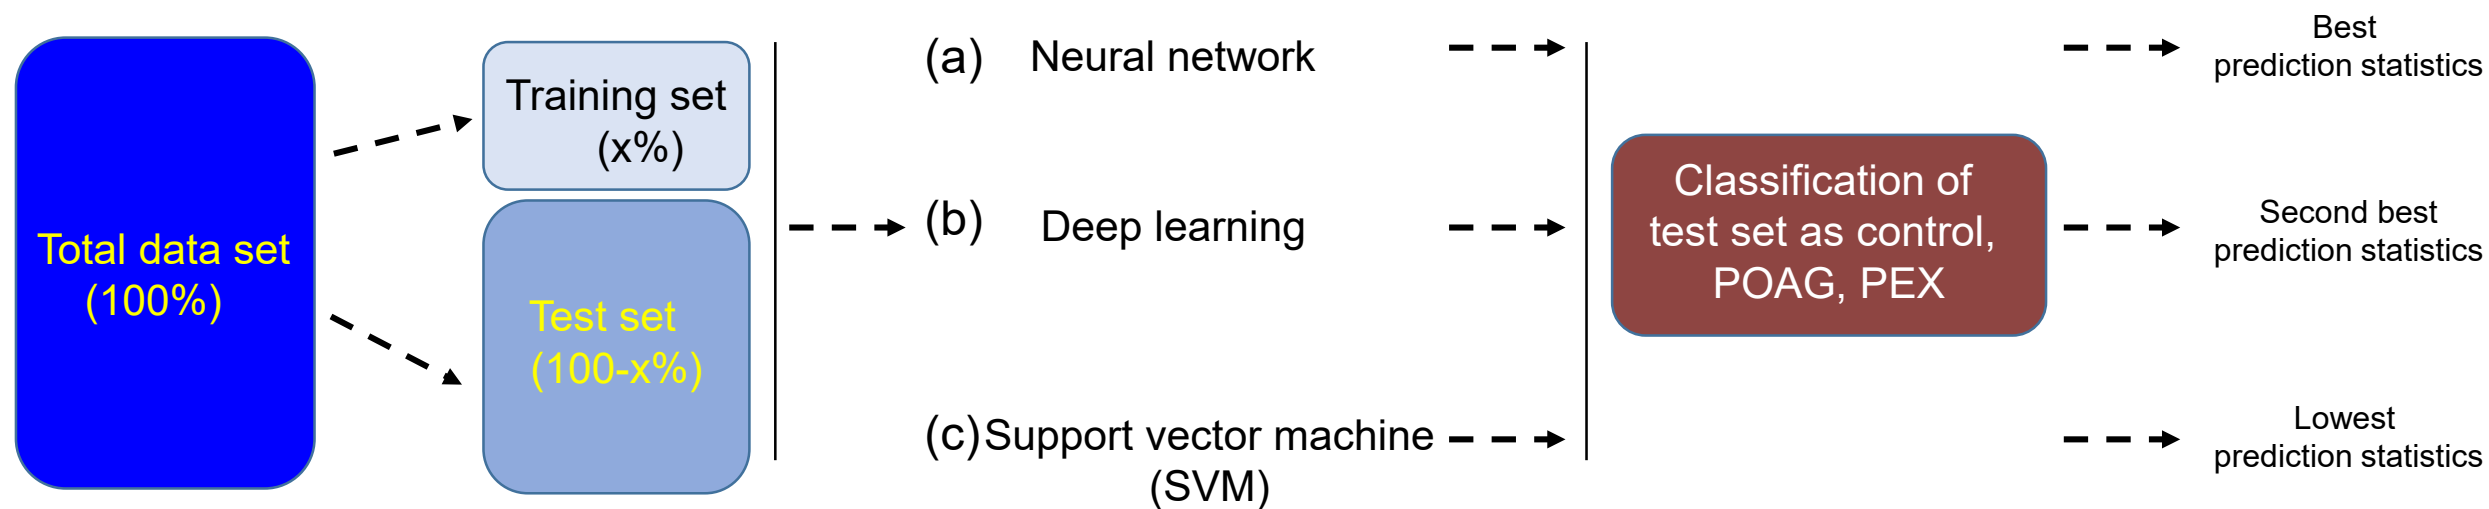 Total data set
(100%)
Training set
(x%)
Test set
(100-x%)
(a) Neural network
(b) Deep learning
(c) Support vector machine
(SVM)
Classification of
test set as control,
POAG, PEX
Best
prediction statistics
Second best
prediction statistics
Lowest
prediction statistics